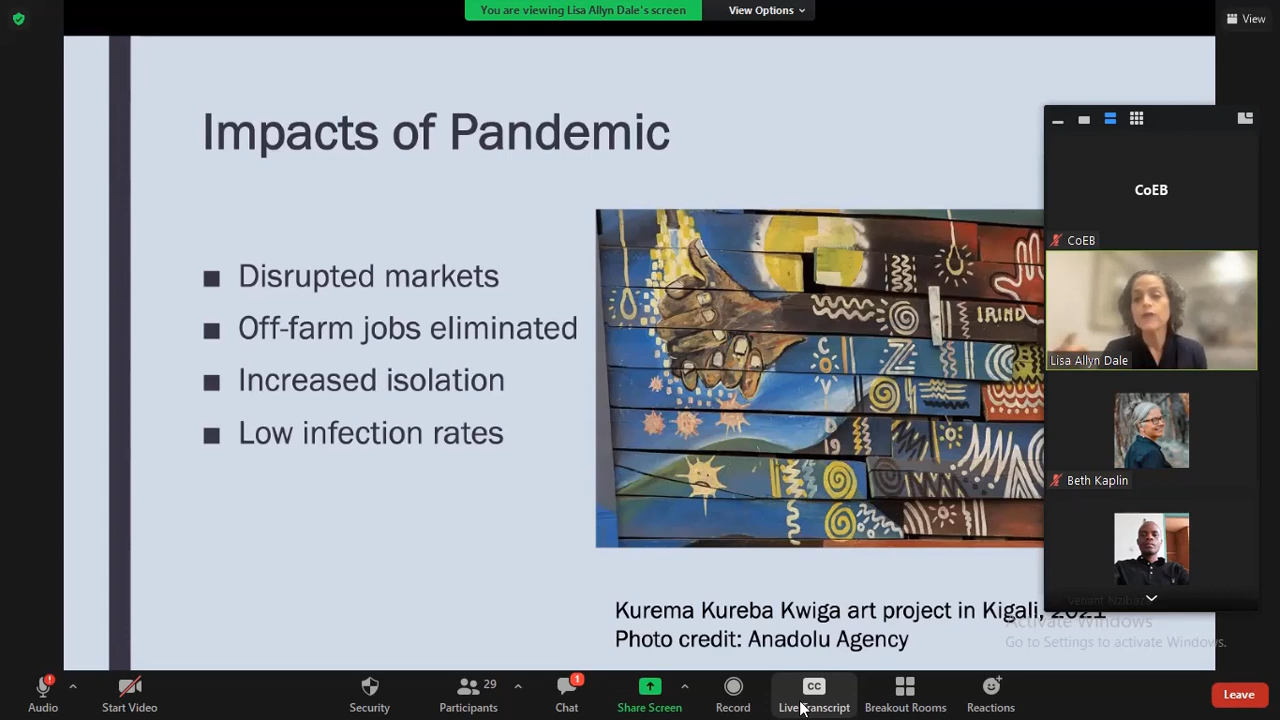 You are viewing Lisa Allyn Dale's screen
View Options
View
Impacts of Pandemic
Disrupted markets
Off-farm jobs eliminated
Increased isolation
Low infection rates
COVID19
IRIND
Kurema Kureba Kwiga art project in Kigali, 2021
Photo credit: Anadolu Agency
CoEB
CoEB
Lisa Allyn Dale
Beth Kaplin
Activate Windows
Go to Settings to activate Windows.
Audio
Start Video
Security
29
Participants
1
Chat
Share Screen
Record
CC
Live Transcript
Breakout Rooms
Reactions
Leave